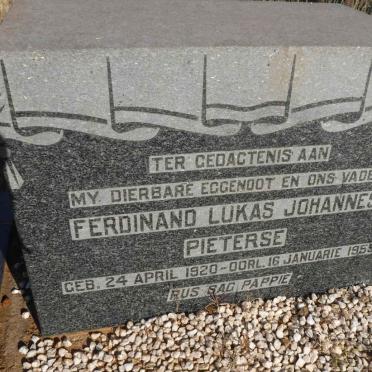 TER GEDAGTENIS AAN
MY DIERBARE EGGENOOT EN ONS VADE
FERDINAND LUKAS JOHANNES
PIETERSE
GEB. 24 APRIL 1920 - OORL. 16 JANUARIE 1959
RUS SAG PAPPIE